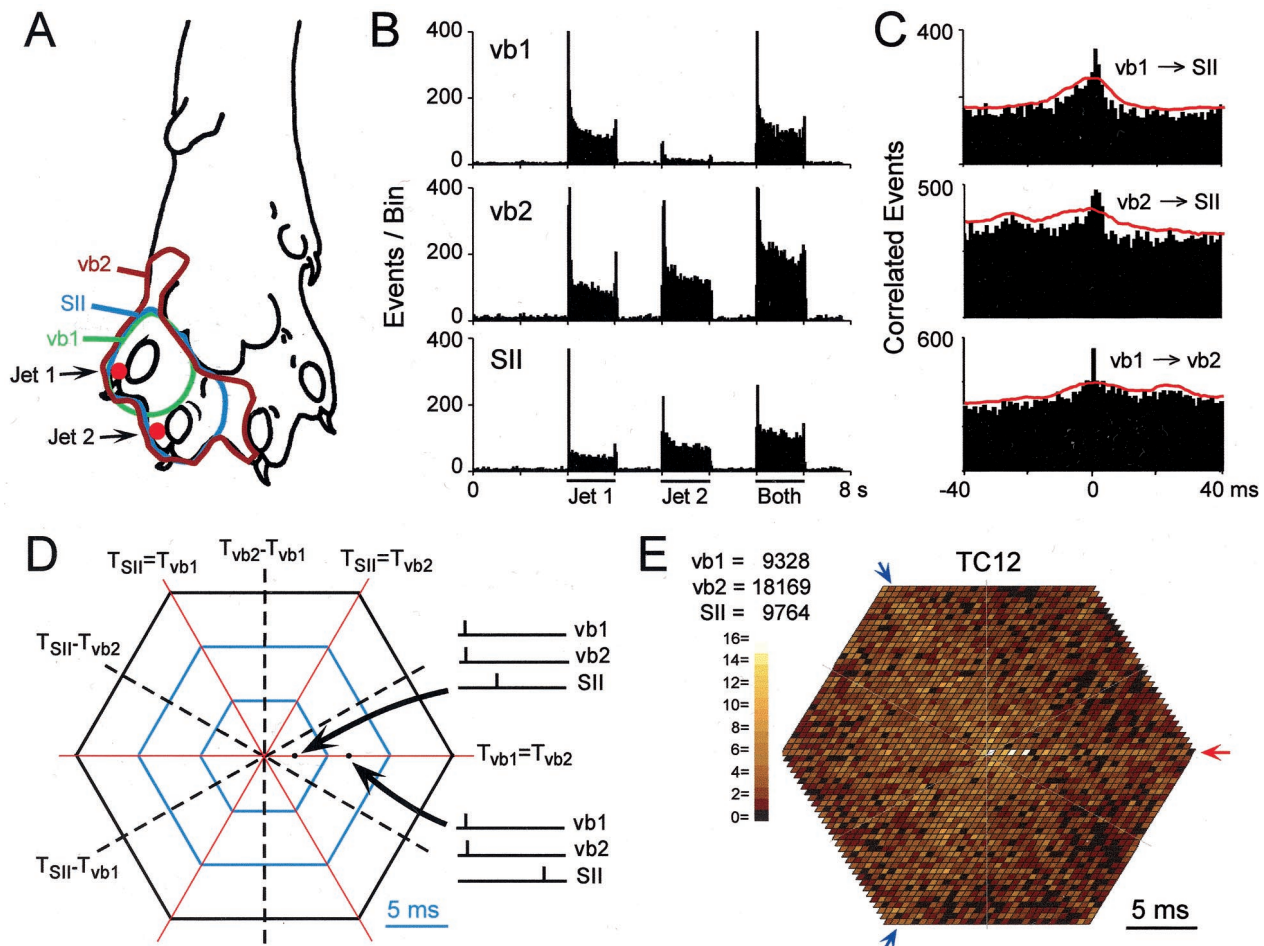 A
vb2
SII
vb1
Jet 1
Jet 2
B
Events / Bin
400
vb1
200
0
400
vb2
200
0
400
SII
200
0
0
Jet 1
Jet 2
Both
8 s
C
Correlated Events
400
vb1 → SII
500
vb2 → SII
600
vb1 → vb2
-40
0
40 ms
D
TSII=Tvb1
Tvb2-Tvb1
TSII=Tvb2
TSII-Tvb2
Tvb1=Tvb2
TSII-Tvb1
vb1
vb2
SII
vb1
vb2
SII
5 ms
E
vb1 = 9328
vb2 = 18169
SII = 9764
TC12
16=
14=
12=
10=
8=
6=
4=
2=
0=
5 ms